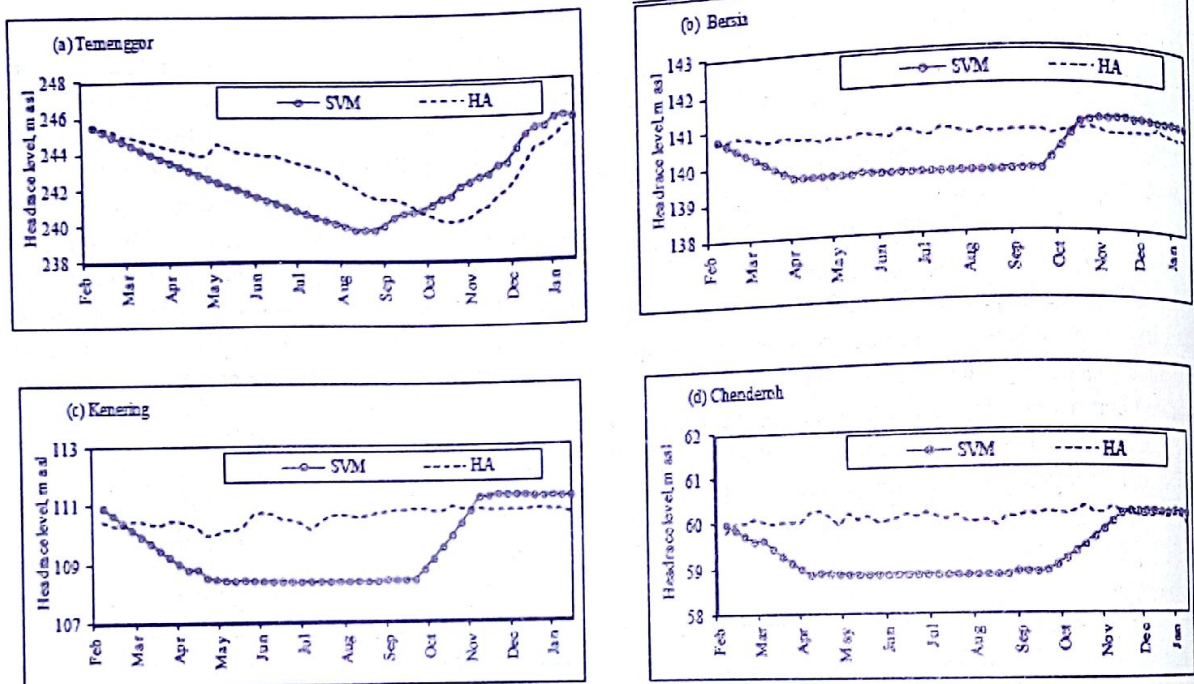 (a) Temenggor
248
246
244
242
240
238
Headrace level, m asl
SVM
HA
Feb Mar Apr May Jun Jul Aug Sep Oct Nov Dec Jan
(b) Bersia
143
142
141
140
139
138
Headrace level, m asl
SVM
HA
Feb Mar Apr May Jun Jul Aug Sep Oct Nov Dec Jan
(c) Kenering
113
111
109
107
Headrace level, m asl
SVM
HA
Feb Mar Apr May Jun Jul Aug Sep Oct Nov Dec Jan
(d) Chenderoh
62
61
60
59
58
Headrace level, m asl
SVM
HA
Feb Mar Apr May Jun Jul Aug Sep Oct Nov Dec Jan